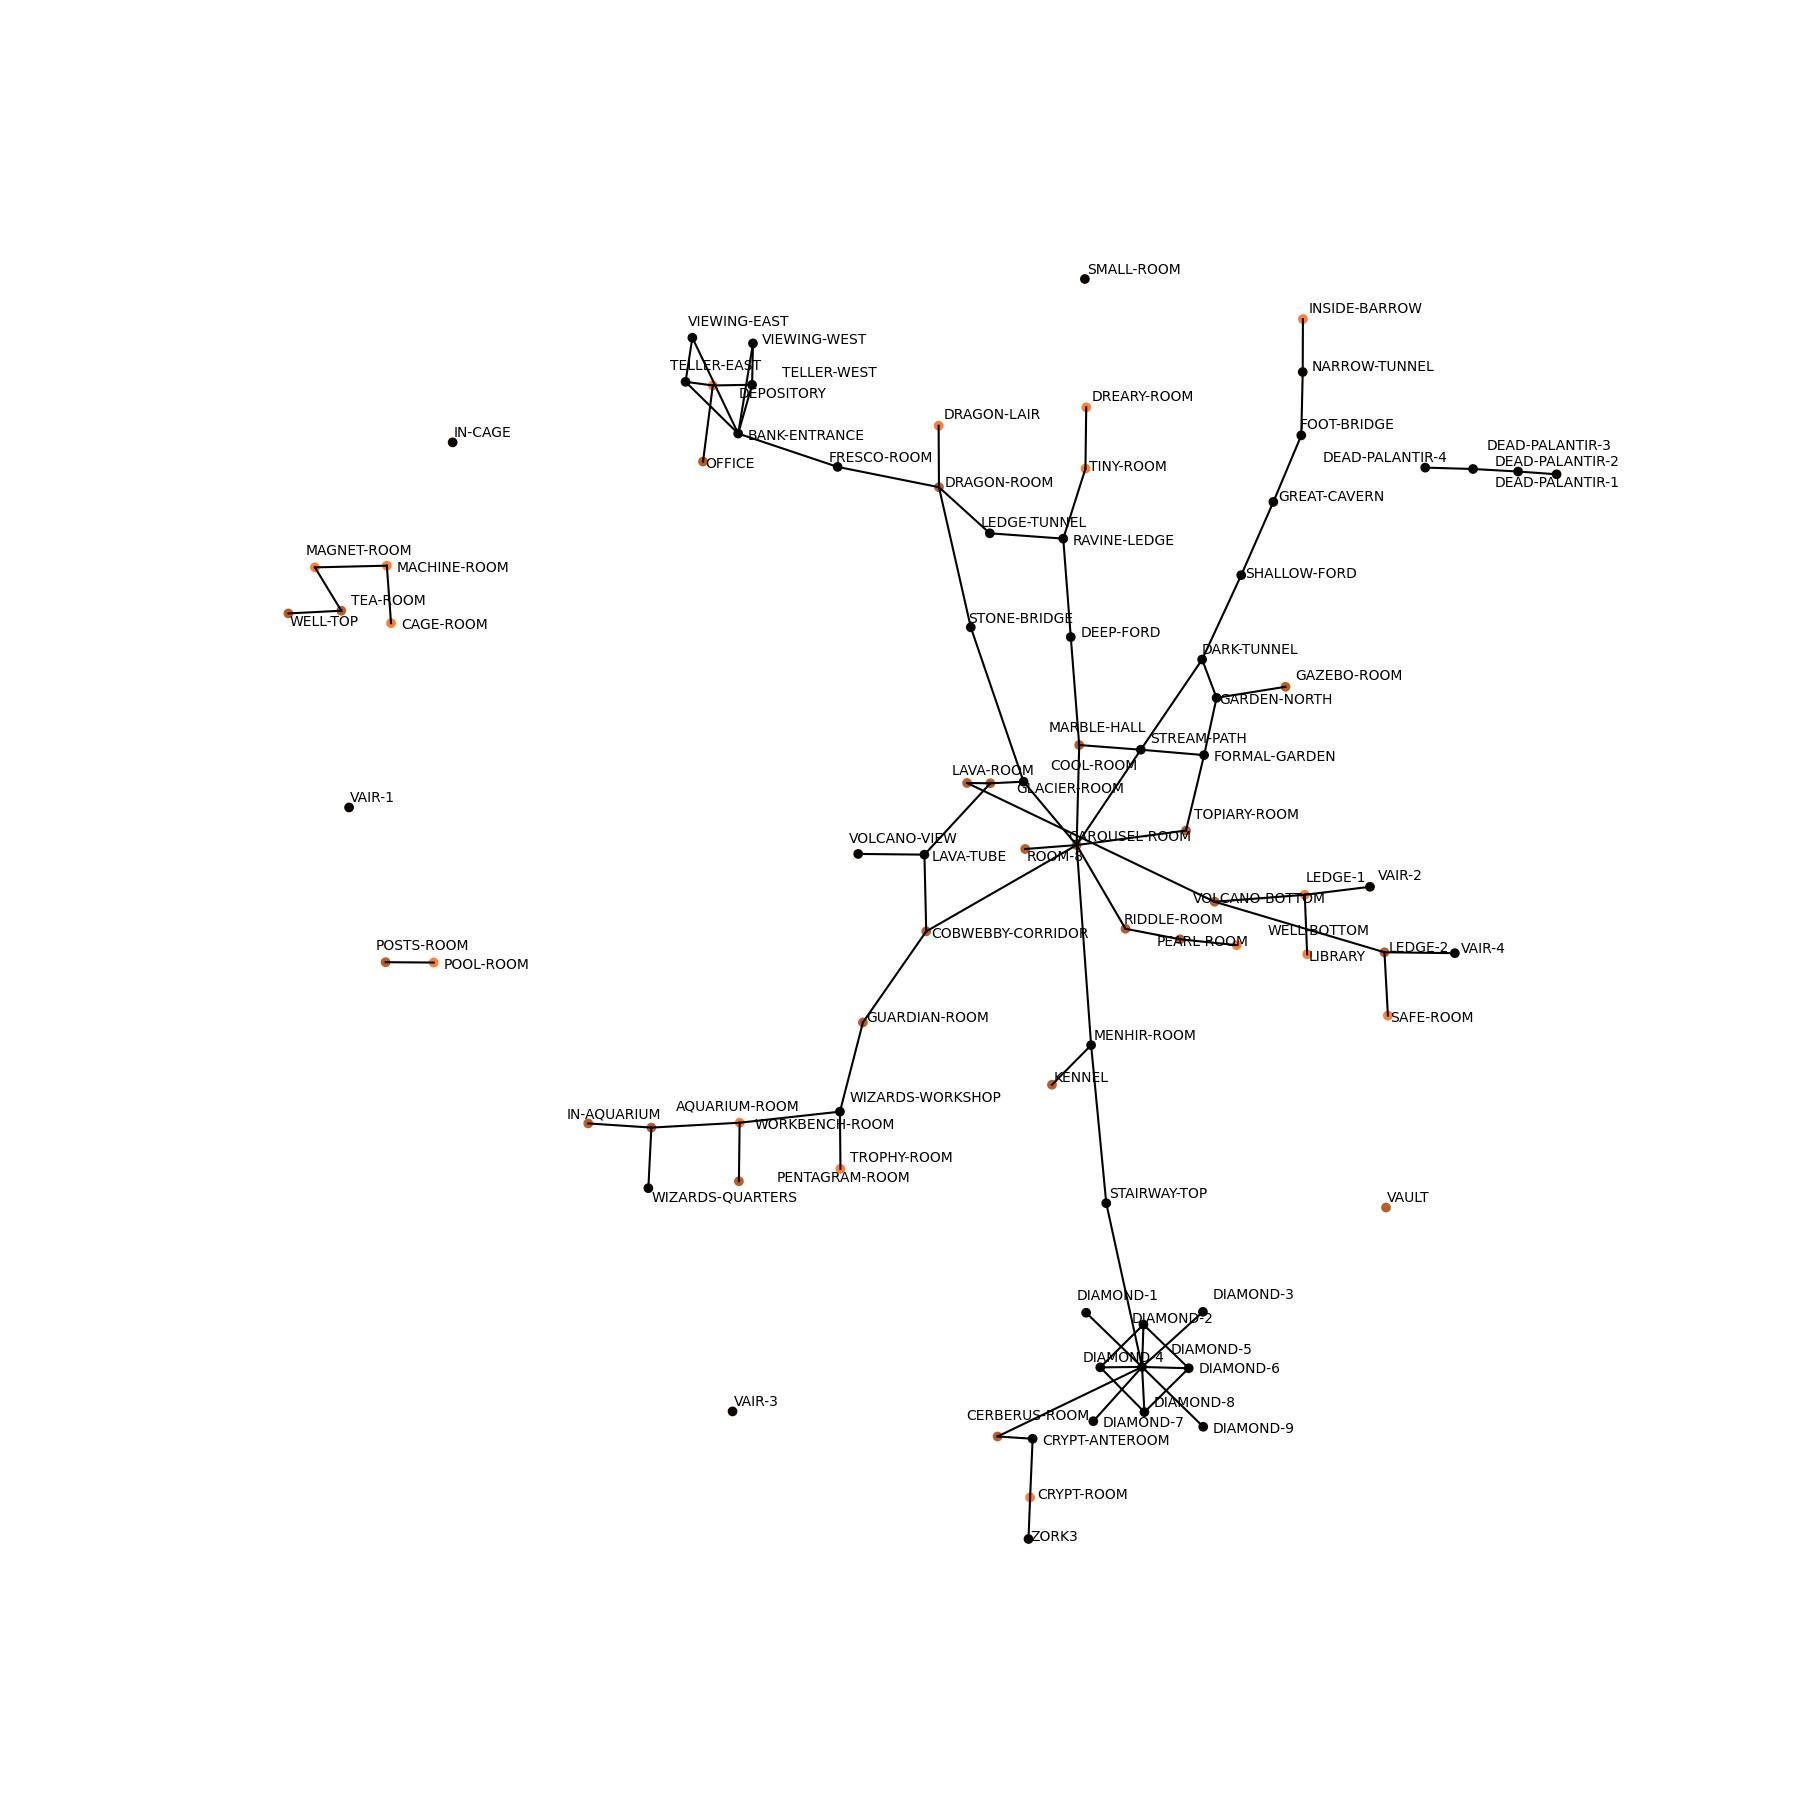 SMALL-ROOM
INSIDE-BARROW
VIEWING-EAST
VIEWING-WEST
TELLER-EAST
TELLER-WEST
NARROW-TUNNEL
DEPOSITORY
DREARY-ROOM
DRAGON-LAIR
FOOT-BRIDGE
IN-CAGE
BANK-ENTRANCE
DEAD-PALANTIR-3
FRESCO-ROOM
DEAD-PALANTIR-4
DEAD-PALANTIR-2
OFFICE
TINY-ROOM
DRAGON-ROOM
DEAD-PALANTIR-1
GREAT-CAVERN
LEDGE-TUNNEL
RAVINE-LEDGE
MAGNET-ROOM
MACHINE-ROOM
SHALLOW-FORD
TEA-ROOM
WELL-TOP
CAGE-ROOM
STONE-BRIDGE
DEEP-FORD
DARK-TUNNEL
GAZEBO-ROOM
GARDEN-NORTH
MARBLE-HALL
STREAM-PATH
FORMAL-GARDEN
COOL-ROOM
LAVA-ROOM
GLACIER-ROOM
VAIR-1
TOPIARY-ROOM
VOLCANO-VIEW
CAROUSEL-ROOM
LAVA-TUBE
ROOM-8
LEDGE-1
VAIR-2
VOLCANO-BOTTOM
RIDDLE-ROOM
COBWEBBY-CORRIDOR
WELL-BOTTOM
PEARL-ROOM
POSTS-ROOM
LEDGE-2
VAIR-4
LIBRARY
POOL-ROOM
GUARDIAN-ROOM
SAFE-ROOM
MENHIR-ROOM
KENNEL
WIZARDS-WORKSHOP
AQUARIUM-ROOM
IN-AQUARIUM
WORKBENCH-ROOM
TROPHY-ROOM
PENTAGRAM-ROOM
WIZARDS-QUARTERS
STAIRWAY-TOP
VAULT
DIAMOND-1
DIAMOND-3
DIAMOND-2
DIAMOND-5
DIAMOND-4
DIAMOND-6
VAIR-3
DIAMOND-8
CERBERUS-ROOM
DIAMOND-7
DIAMOND-9
CRYPT-ANTEROOM
CRYPT-ROOM
ZORK3